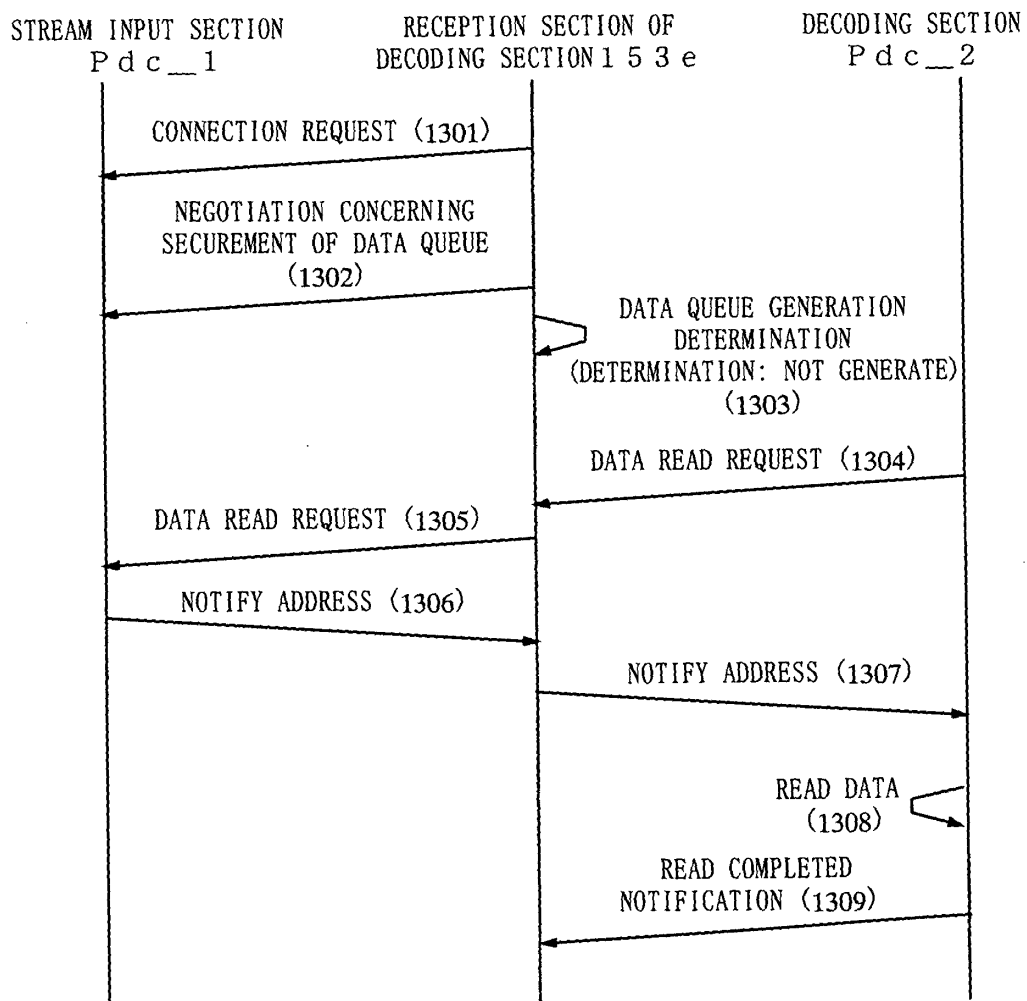 STREAM INPUT SECTION
Pdc_1
RECEPTION SECTION OF
DECODING SECTION 153e
DECODING SECTION
Pdc_2
CONNECTION REQUEST (1301)
NEGOTIATION CONCERNING
SECUREMENT OF DATA QUEUE
(1302)
DATA QUEUE GENERATION
DETERMINATION
(DETERMINATION: NOT GENERATE)
(1303)
DATA READ REQUEST (1304)
DATA READ REQUEST (1305)
NOTIFY ADDRESS (1306)
NOTIFY ADDRESS (1307)
READ DATA
(1308)
READ COMPLETED
NOTIFICATION (1309)